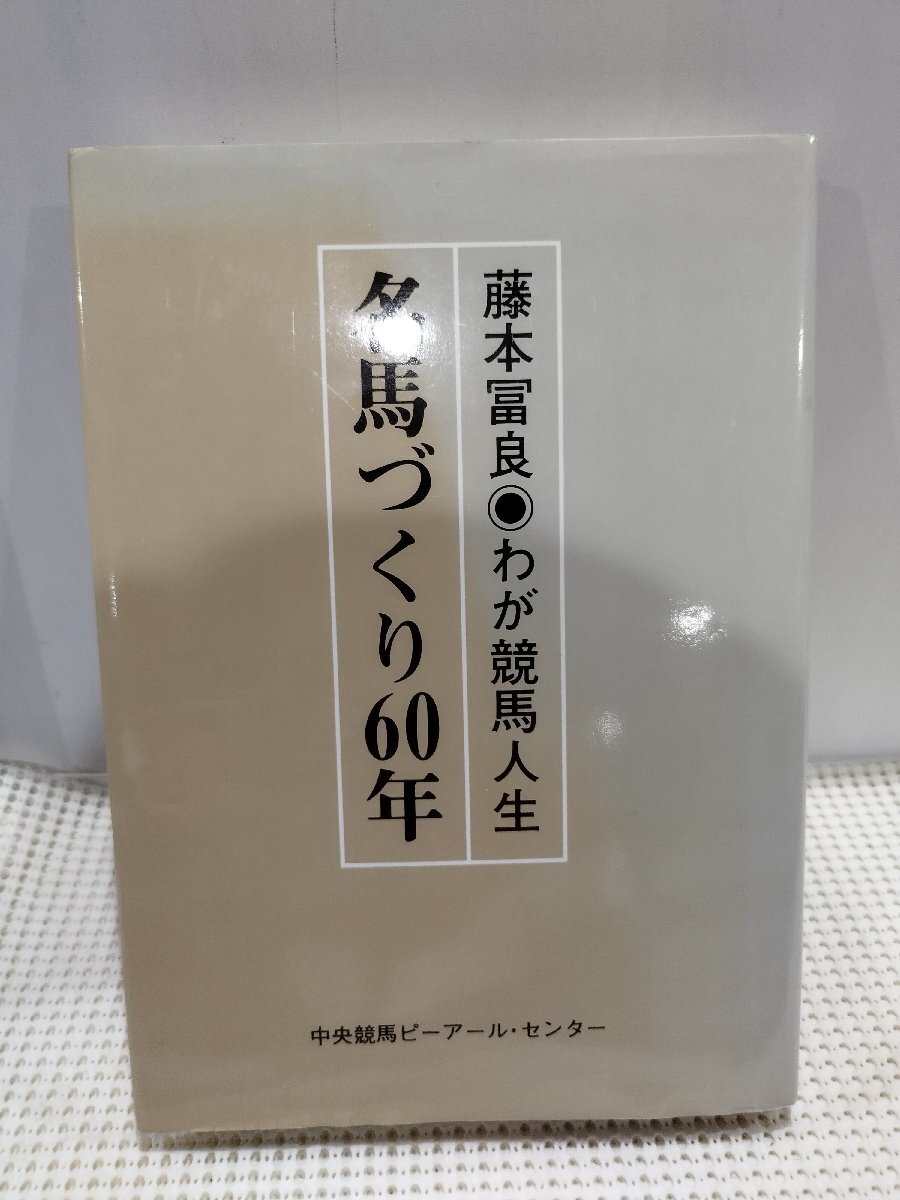 藤本冨良◉わが競馬人生
名馬づくり60年
中央競馬ピーアール・センター